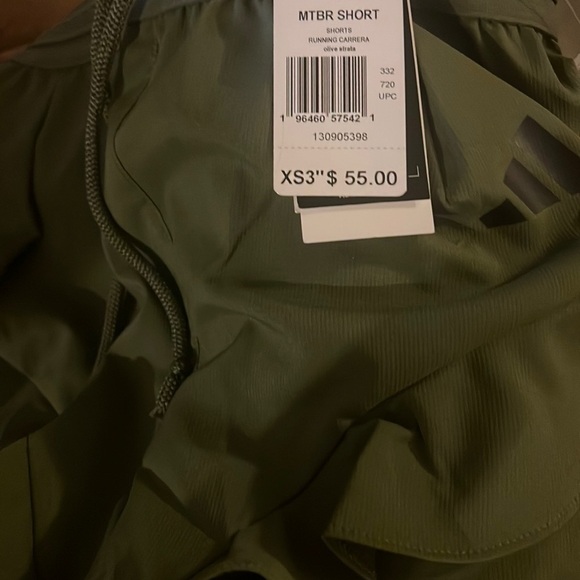 MTBR SHORT
SHORTS
RUNNING CARRERA
olive strata
332
720
UPC
1 96460 57542 1
130905398
XS3" $ 55.00